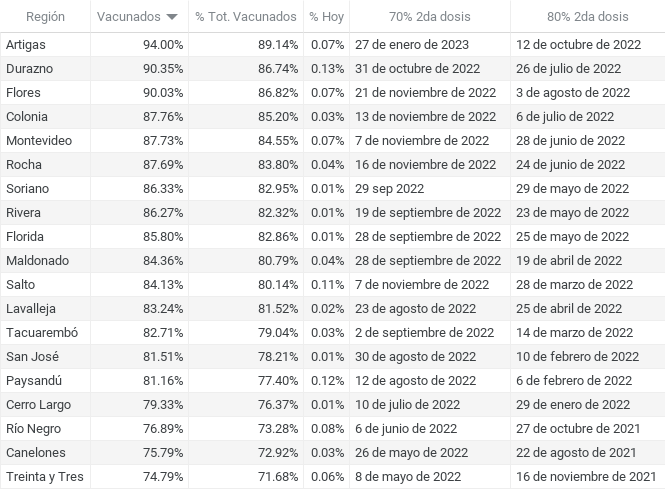 Región Vacunados % Tot. Vacunados % Hoy 70% 2da dosis 80% 2da dosis
Artigas 94.00% 89.14% 0.07% 27 de enero de 2023 12 de octubre de 2022
Durazno 90.35% 86.74% 0.13% 31 de octubre de 2022 26 de julio de 2022
Flores 90.03% 86.82% 0.07% 21 de noviembre de 2022 3 de agosto de 2022
Colonia 87.76% 85.20% 0.03% 13 de noviembre de 2022 6 de julio de 2022
Montevideo 87.73% 84.55% 0.07% 7 de noviembre de 2022 28 de junio de 2022
Rocha 87.69% 83.80% 0.04% 16 de noviembre de 2022 24 de junio de 2022
Soriano 86.33% 82.95% 0.01% 29 sep 2022 29 de mayo de 2022
Rivera 86.27% 82.32% 0.01% 19 de septiembre de 2022 23 de mayo de 2022
Florida 85.80% 82.86% 0.01% 28 de septiembre de 2022 25 de mayo de 2022
Maldonado 84.36% 80.79% 0.04% 28 de septiembre de 2022 19 de abril de 2022
Salto 84.13% 80.14% 0.11% 7 de noviembre de 2022 28 de marzo de 2022
Lavalleja 83.24% 81.52% 0.02% 23 de agosto de 2022 25 de abril de 2022
Tacuarembó 82.71% 79.04% 0.03% 2 de septiembre de 2022 14 de marzo de 2022
San José 81.51% 78.21% 0.01% 30 de agosto de 2022 10 de febrero de 2022
Paysandú 81.16% 77.40% 0.12% 12 de agosto de 2022 6 de febrero de 2022
Cerro Largo 79.33% 76.37% 0.01% 10 de julio de 2022 29 de enero de 2022
Río Negro 76.89% 73.28% 0.08% 6 de junio de 2022 27 de octubre de 2021
Canelones 75.79% 72.92% 0.03% 26 de mayo de 2022 22 de agosto de 2021
Treinta y Tres 74.79% 71.68% 0.06% 8 de mayo de 2022 16 de noviembre de 2021